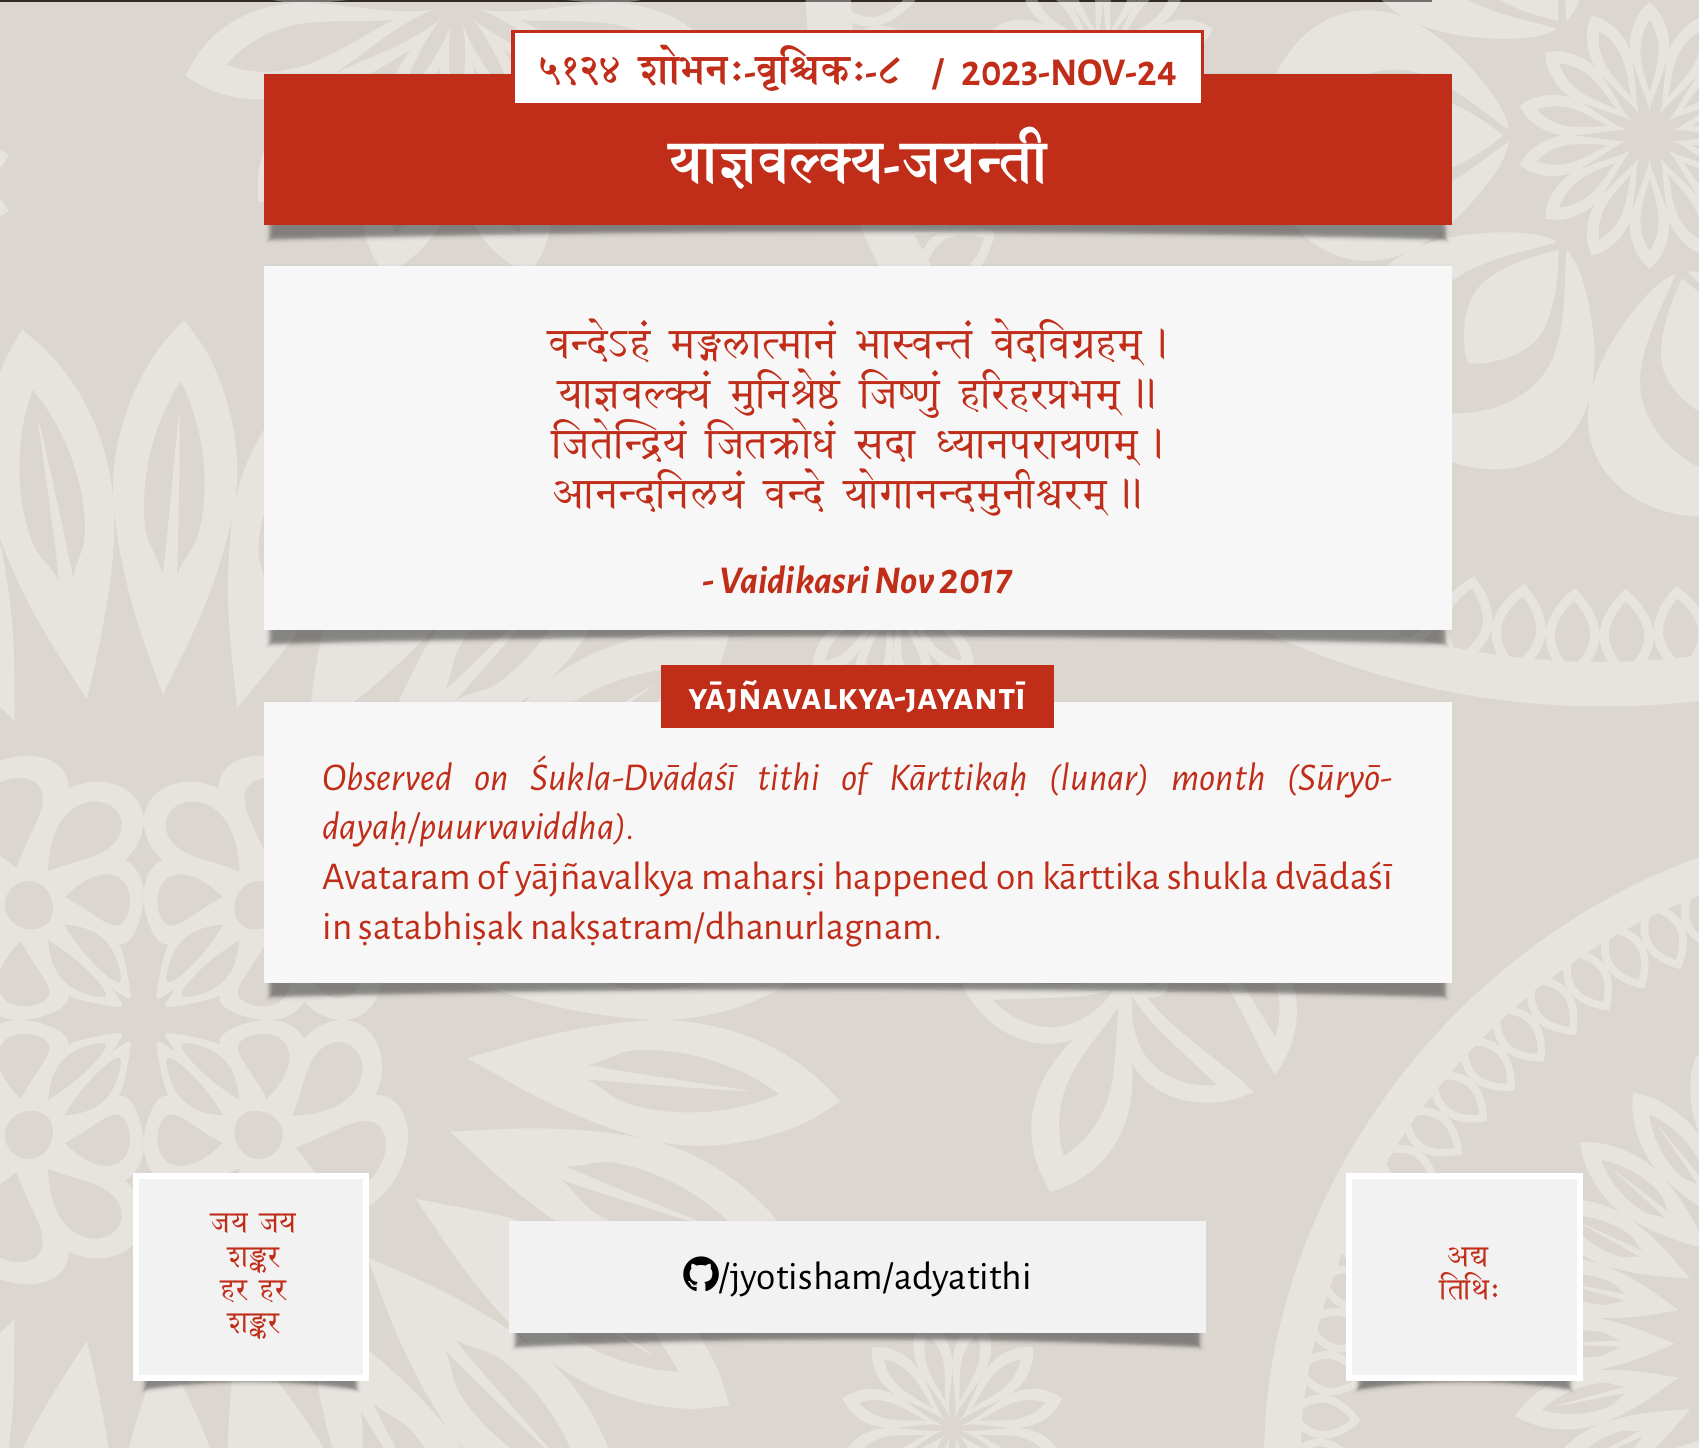 ५१२४ शोभनः-वृश्चिकः-८ / 2023-NOV-24
याज्ञवल्क्य-जयन्ती
वन्देऽहं मङ्गलात्मानं भास्वन्तं वेदविग्रहम्।
याज्ञवल्क्यं मुनिश्रेष्ठं जिष्णुं हरिहरप्रभम्॥
जितेन्द्रियं जितक्रोधं सदा ध्यानपरायणम्।
आनन्दनिलयं वन्दे योगानन्दमुनीश्वरम्॥
- Vaidikasri Nov 2017
YĀJÑAVALKYA-JAYANTĪ
Observed on Śukla-Dvādaśī tithi of Kārttikaḥ (lunar) month (Sūryō-
dayaḥ/puurvaviddha).
Avataram of yājñavalkya maharṣi happened on kārttika shukla dvādaśī
in ṣatabhiṣak nakṣatram/dhanurlagnam.
जय जय
शङ्कर
हर हर
शङ्कर
/jyotisham/adyatithi
अद्य
तिथिः